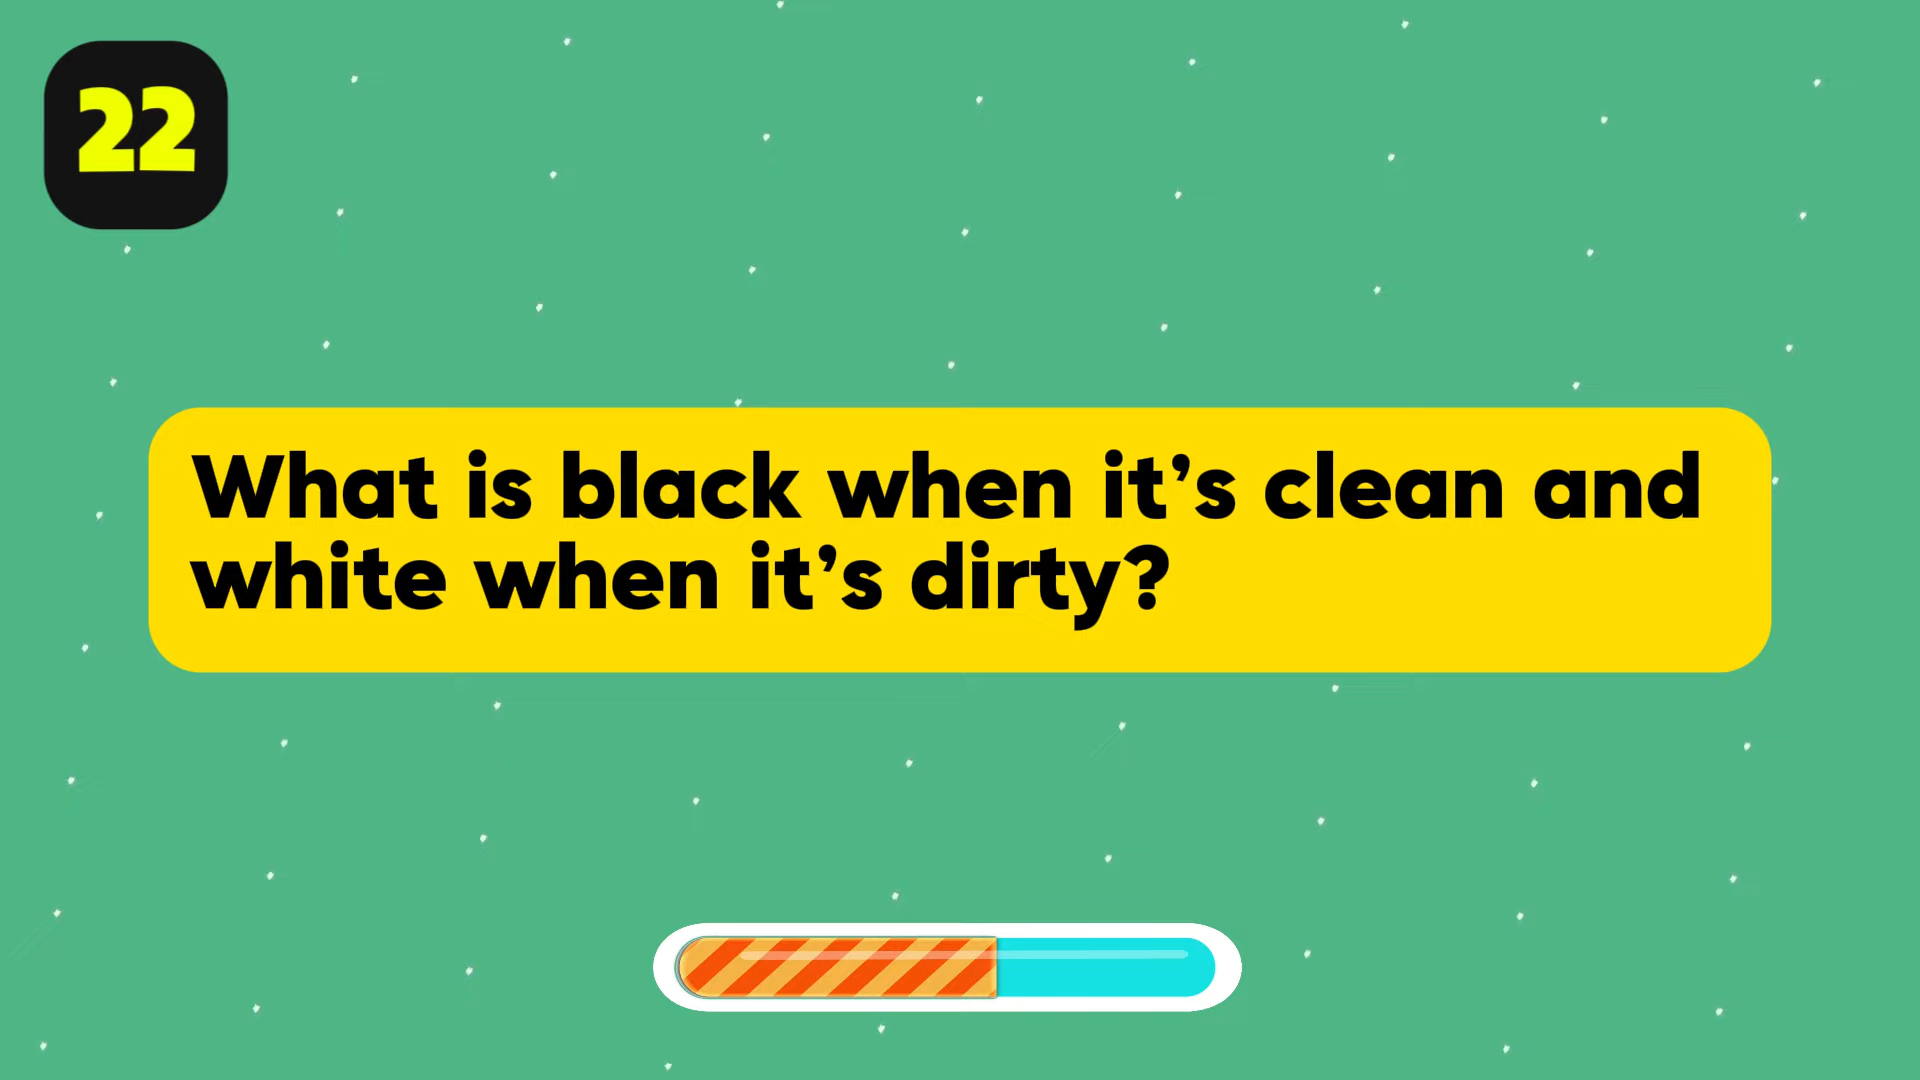 22
What is black when it’s clean and
white when it’s dirty?